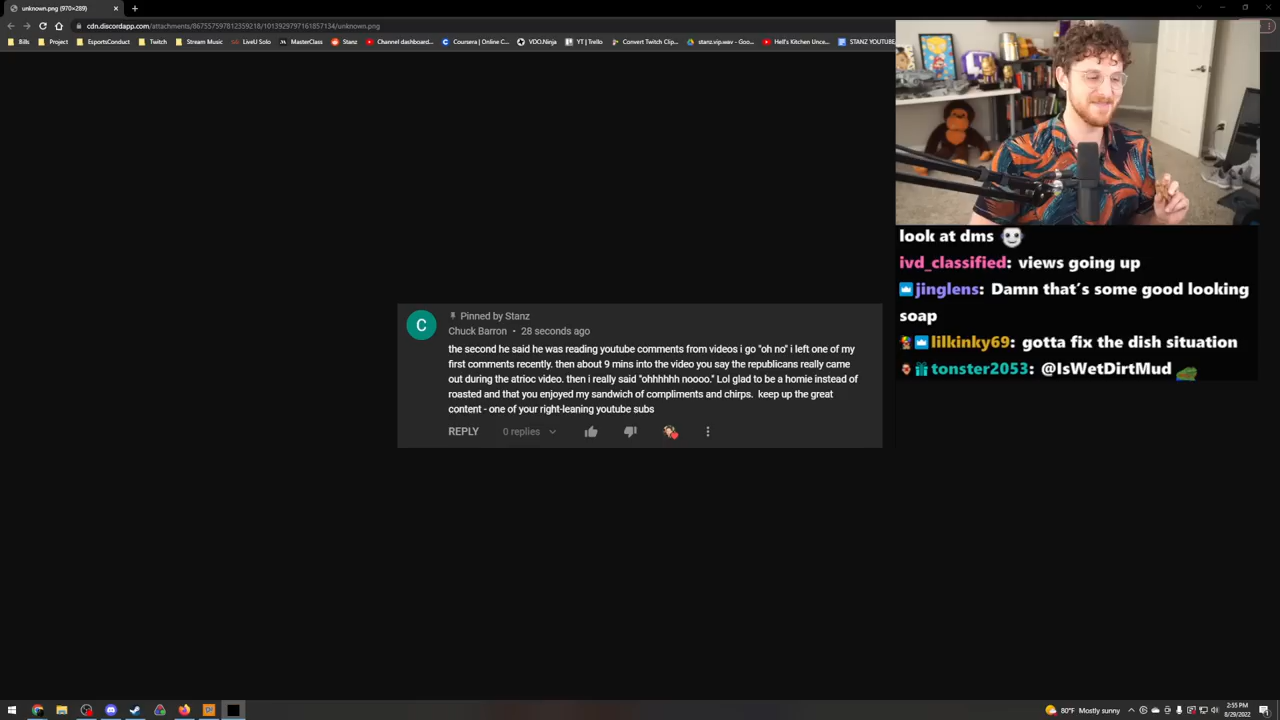 unknown.png (970×289)
cdn.discordapp.com/attachments/867557597812359218/1013929797161857134/unknown.png
Bills
Project
EsportsConduct
Twitch
Stream Music
LiveU Solo
MasterClass
Stanz
Channel dashboard...
Coursera | Online C...
VDO.Ninja
YT | Trello
Convert Twitch Clip...
stanz.vip.wav - Goo...
Hell's Kitchen Unce...
STANZ YOUTUBE
look at dms
ivd_classified: views going up
jinglens: Damn that's some good looking
soap
lilkinky69: gotta fix the dish situation
tonster2053: @IsWetDirtMud
Pinned by Stanz
Chuck Barron • 28 seconds ago
the second he said he was reading youtube comments from videos i go "oh no" i left one of my
first comments recently. then about 9 mins into the video you say the republicans really came
out during the atrioc video. then i really said "ohhhhhh noooo." Lol glad to be a homie instead of
roasted and that you enjoyed my sandwich of compliments and chirps. keep up the great
content - one of your right-leaning youtube subs
REPLY
0 replies
80°F Mostly sunny
2:55 PM
8/29/2022